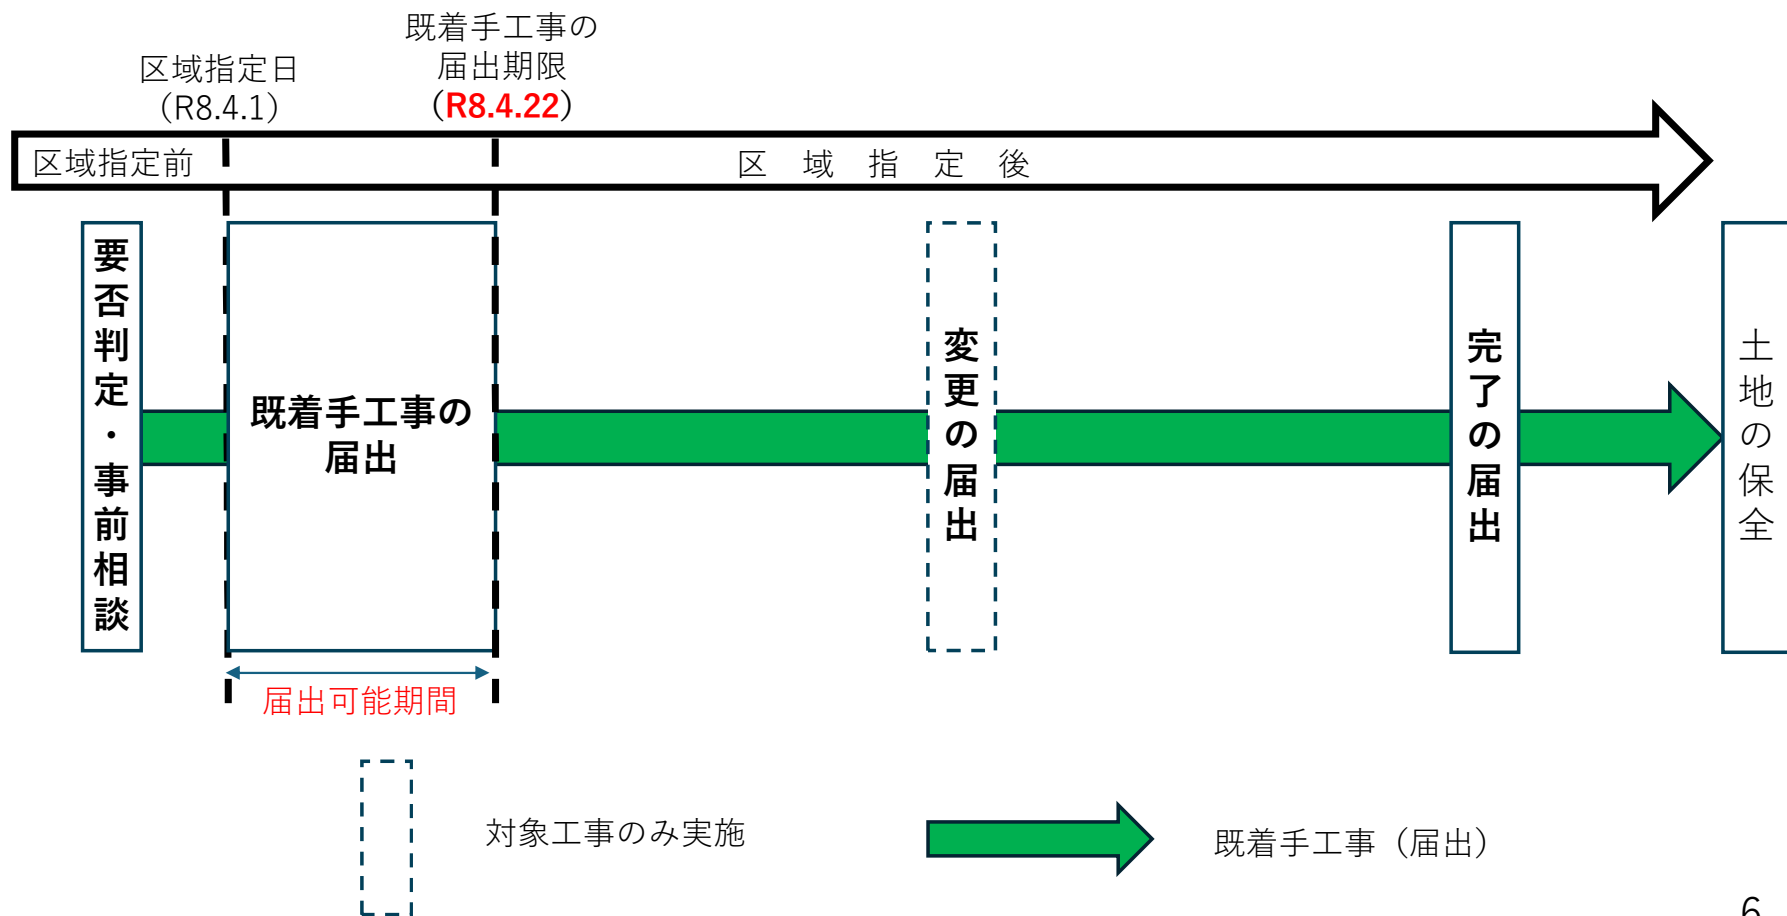 既着手工事の
届出期限
（R8.4.22）
区域指定日
（R8.4.1）
区域指定前
区域指定後
要否判定・事前相談
既着手工事の
届出
変更の届出
完了の届出
土地の保全
届出可能期間
対象工事のみ実施
既着手工事（届出）
6